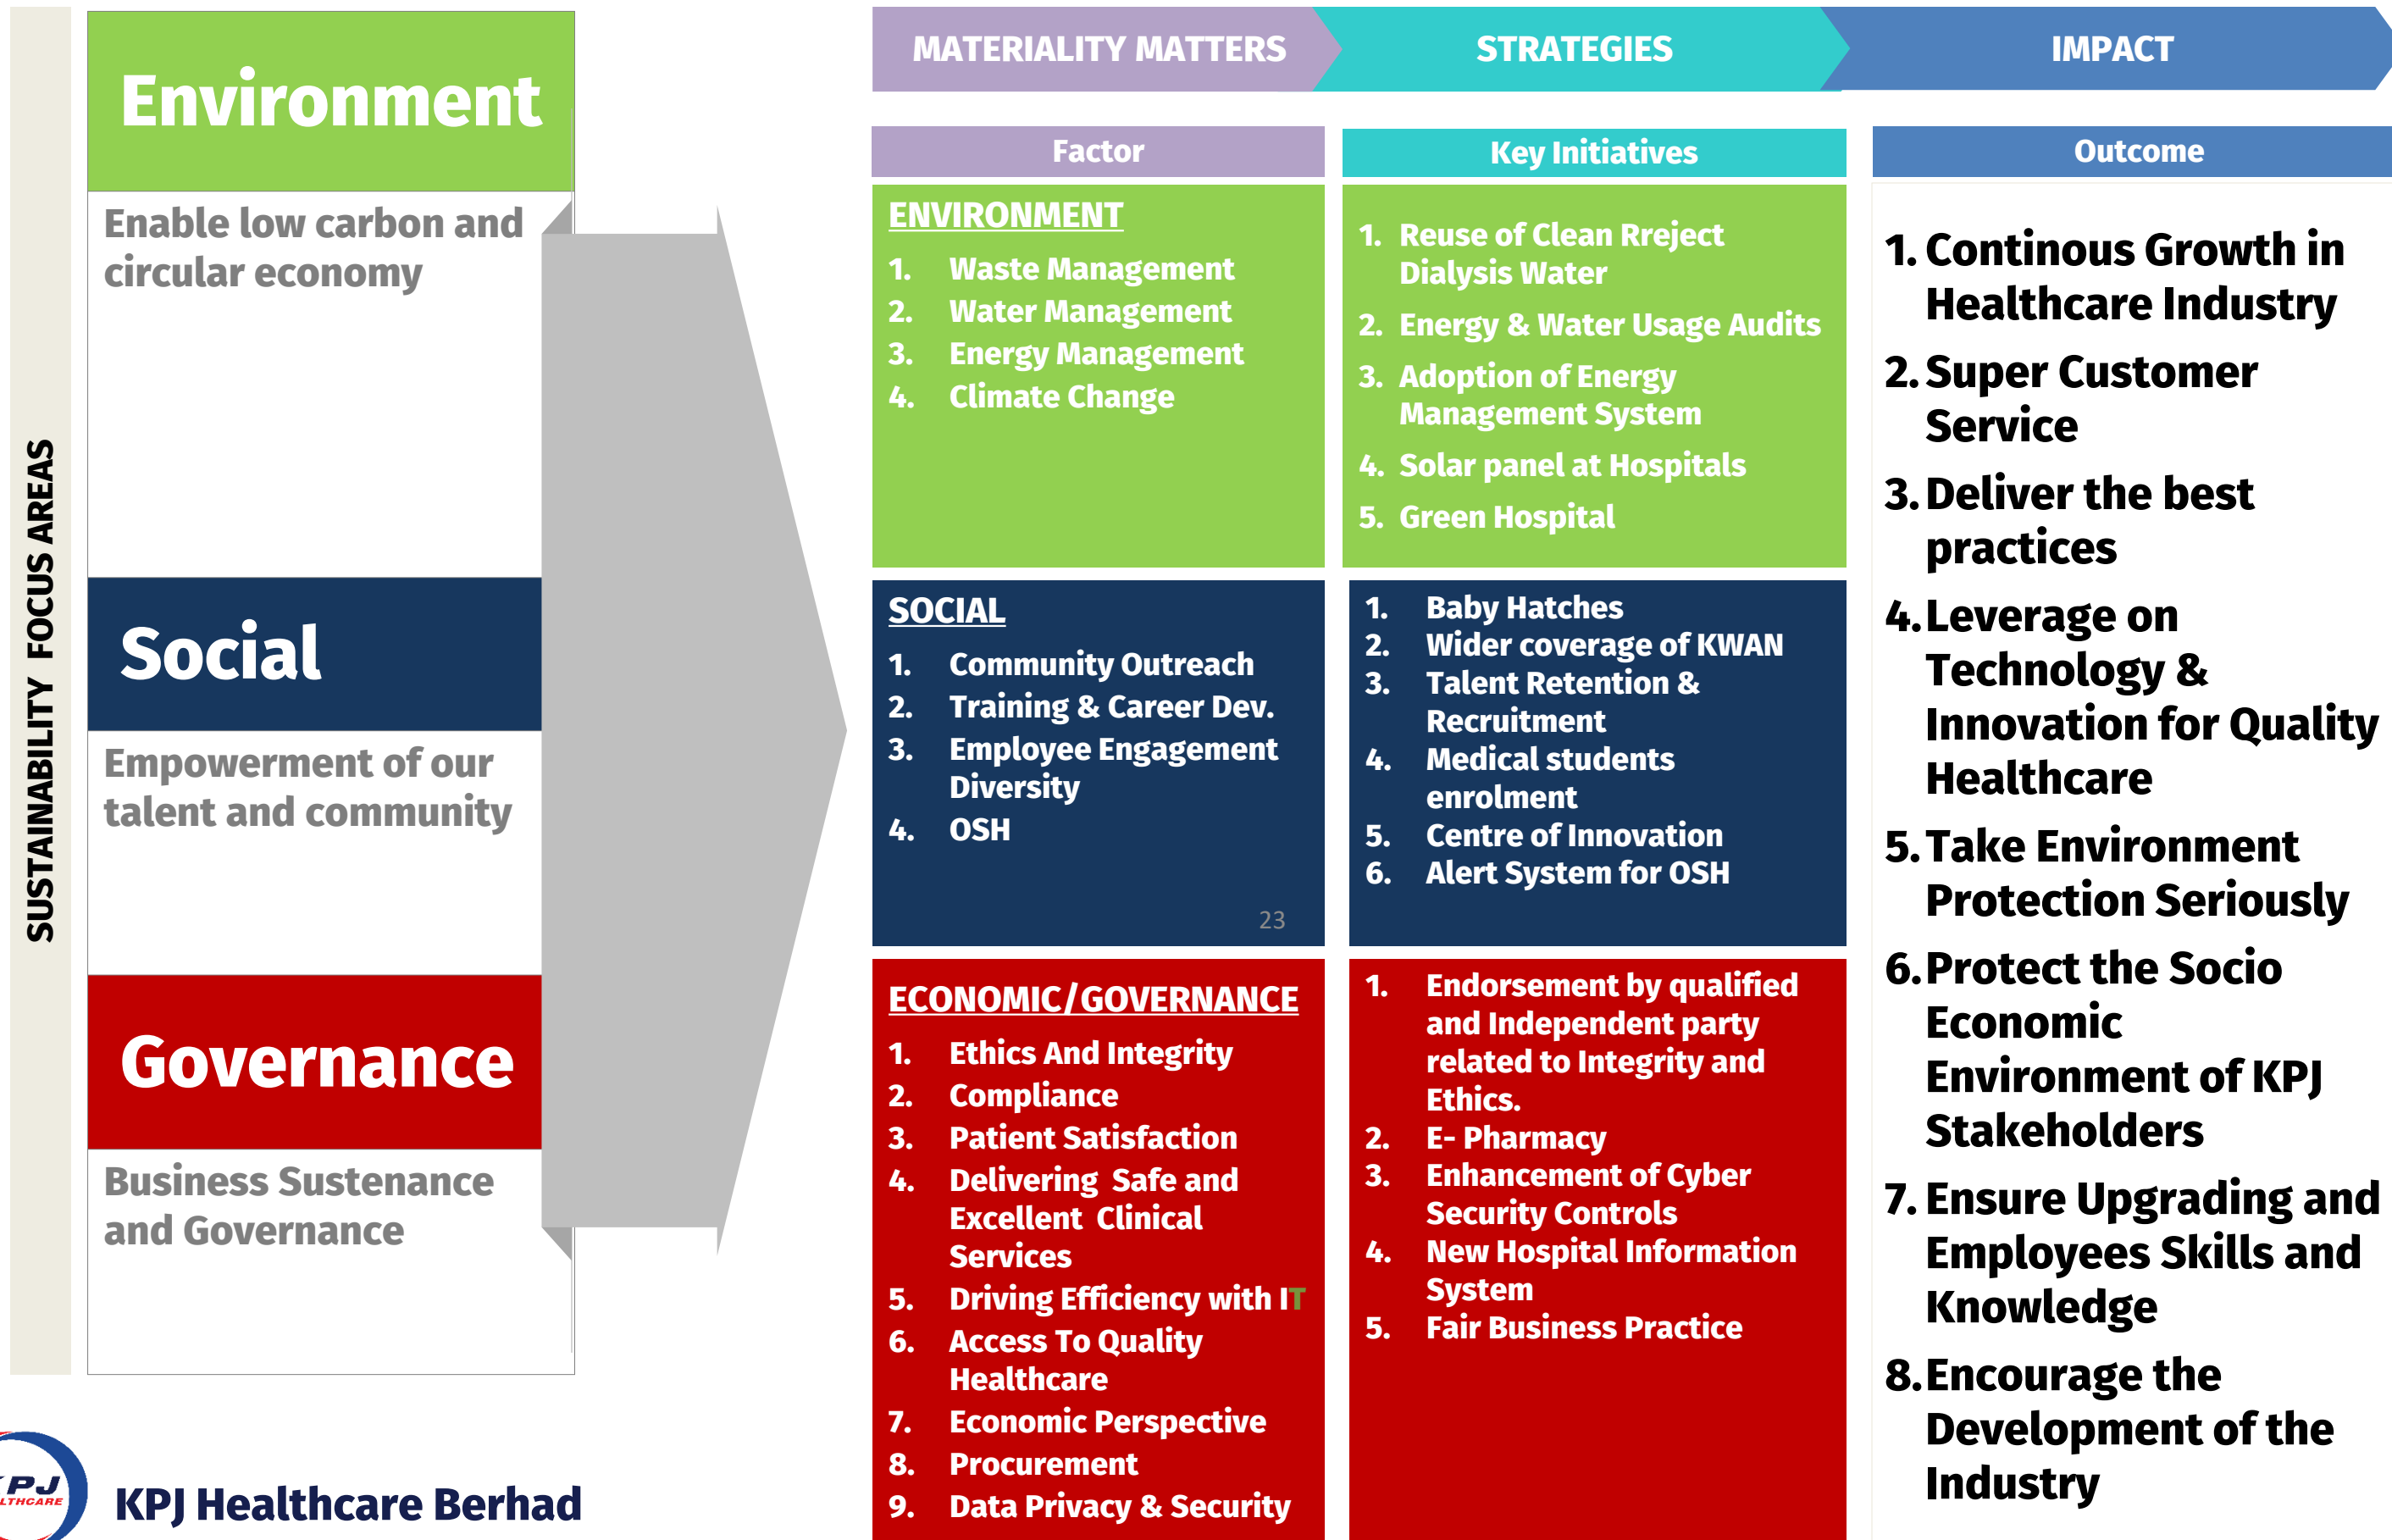 SUSTAINABILITY FOCUS AREAS
Environment
Enable low carbon and
circular economy
Social
Empowerment of our
talent and community
Governance
Business Sustenance
and Governance
KPJ Healthcare Berhad
MATERIALITY MATTERS
STRATEGIES
IMPACT
Factor
Key Initiatives
Outcome
ENVIRONMENT
1. Waste Management
2. Water Management
3. Energy Management
4. Climate Change
1. Reuse of Clean Rreject
Dialysis Water
2. Energy & Water Usage Audits
3. Adoption of Energy
Management System
4. Solar panel at Hospitals
5. Green Hospital
SOCIAL
1. Community Outreach
2. Training & Career Dev.
3. Employee Engagement
Diversity
4. OSH
23
1. Baby Hatches
2. Wider coverage of KWAN
3. Talent Retention &
Recruitment
4. Medical students
enrolment
5. Centre of Innovation
6. Alert System for OSH
ECONOMIC/GOVERNANCE
1. Ethics And Integrity
2. Compliance
3. Patient Satisfaction
4. Delivering Safe and
Excellent Clinical
Services
5. Driving Efficiency with IT
6. Access To Quality
Healthcare
7. Economic Perspective
8. Procurement
9. Data Privacy & Security
1. Endorsement by qualified
and Independent party
related to Integrity and
Ethics.
2. E- Pharmacy
3. Enhancement of Cyber
Security Controls
4. New Hospital Information
System
5. Fair Business Practice
1. Continous Growth in
Healthcare Industry
2. Super Customer
Service
3. Deliver the best
practices
4. Leverage on
Technology &
Innovation for Quality
Healthcare
5. Take Environment
Protection Seriously
6. Protect the Socio
Economic
Environment of KPJ
Stakeholders
7. Ensure Upgrading and
Employees Skills and
Knowledge
8. Encourage the
Development of the
Industry